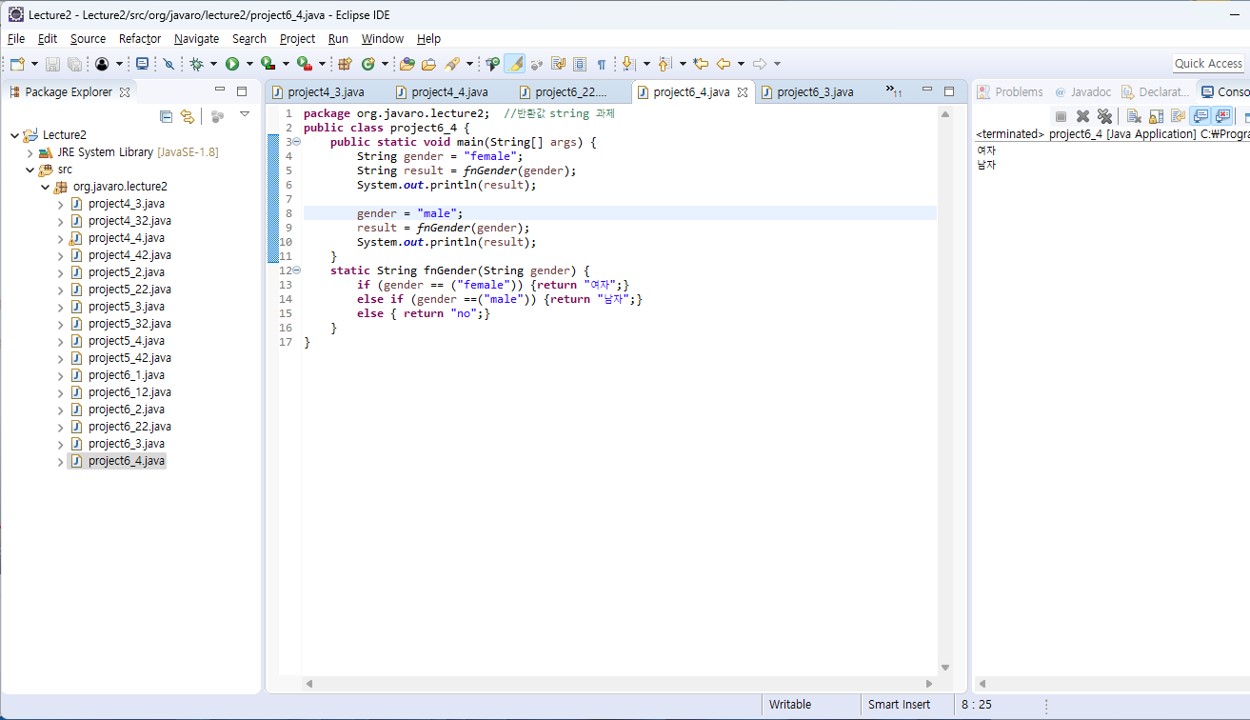 Lecture2 - Lecture2/src/org/javaro/lecture2/project6_4.java - Eclipse IDE
File Edit Source Refactor Navigate Search Project Run Window Help
Quick Access
Package Explorer
Lecture2
JRE System Library [JavaSE-1.8]
src
org.javaro.lecture2
project4_3.java
project4_32.java
project4_4.java
project4_42.java
project5_2.java
project5_22.java
project5_3.java
project5_32.java
project5_4.java
project5_42.java
project6_1.java
project6_12.java
project6_2.java
project6_22.java
project6_3.java
project6_4.java
project4_3.java project4_4.java project6_22.... project6_4.java project6_3.java »11
1 package org.javaro.lecture2; //반환값 string 과제
2 public class project6_4 {
3 public static void main(String[] args) {
4 String gender = "female";
5 String result = fnGender(gender);
6 System.out.println(result);
7
8 gender = "male";
9 result = fnGender(gender);
10 System.out.println(result);
11 }
12 static String fnGender(String gender) {
13 if (gender == ("female")) {return "여자";}
14 else if (gender ==("male")) {return "남자";}
15 else { return "no";}
16 }
17 }
Problems Javadoc Declarat... Conso
<terminated> project6_4 [Java Application] C:₩Progra
여자
남자
Writable Smart Insert 8 : 25